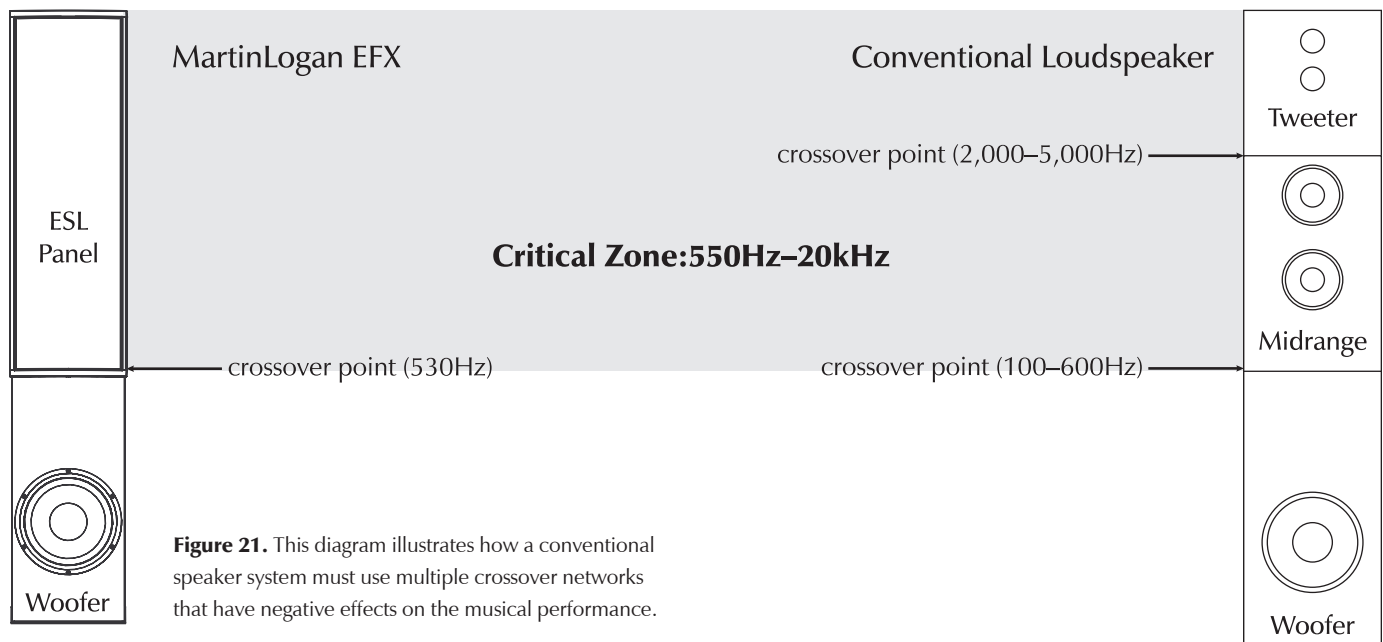 MartinLogan EFX
Conventional Loudspeaker
Tweeter
crossover point (2,000–5,000Hz)
ESL
Panel
Critical Zone:550Hz–20kHz
Midrange
crossover point (530Hz)
crossover point (100–600Hz)
Figure 21. This diagram illustrates how a conventional
speaker system must use multiple crossover networks
that have negative effects on the musical performance.
Woofer
Woofer